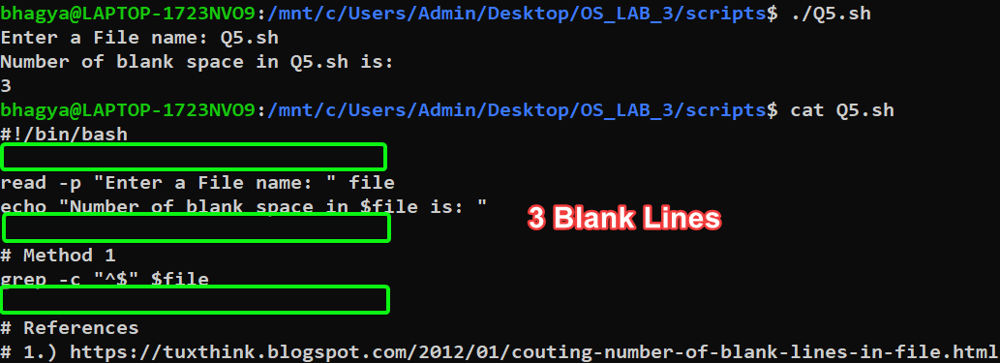 bhagya@LAPTOP-1723NVO9:/mnt/c/Users/Admin/Desktop/OS_LAB_3/scripts$ ./Q5.sh
Enter a File name: Q5.sh
Number of blank space in Q5.sh is:
3
bhagya@LAPTOP-1723NVO9:/mnt/c/Users/Admin/Desktop/OS_LAB_3/scripts$ cat Q5.sh
#!/bin/bash
read -p "Enter a File name: " file
echo "Number of blank space in $file is: "
3 Blank Lines
# Method 1
grep -c "^$" $file
# References
# 1.) https://tuxthink.blogspot.com/2012/01/couting-number-of-blank-lines-in-file.html